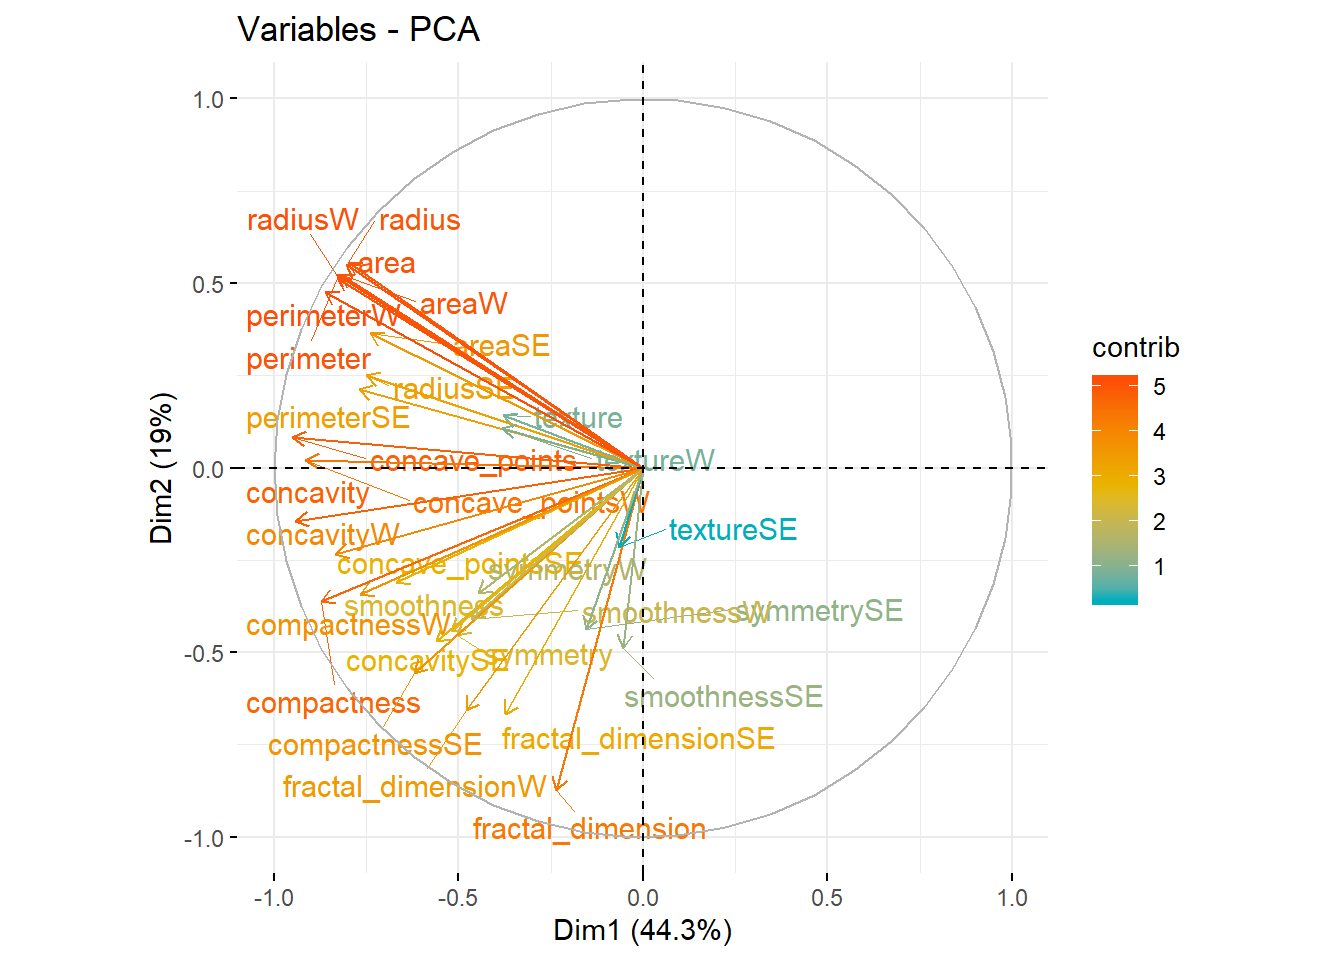 Variables - PCA
1.0
0.5
0.0
-0.5
-1.0
Dim2 (19%)
radiusW
radius
area
areaW
perimeterW
areaSE
perimeter
radiusSE
perimeterSE
texture
textureW
concave_points
concavity
concave_pointsW
concavityW
textureSE
concave_pointsSE
symmetryW
smoothness
smoothnessW
symmetrySE
compactnessW
concavitySE
symmetry
compactness
smoothnessSE
compactnessSE
fractal_dimensionSE
fractal_dimensionW
fractal_dimension
-1.0
-0.5
0.0
0.5
1.0
Dim1 (44.3%)
contrib
5
4
3
2
1